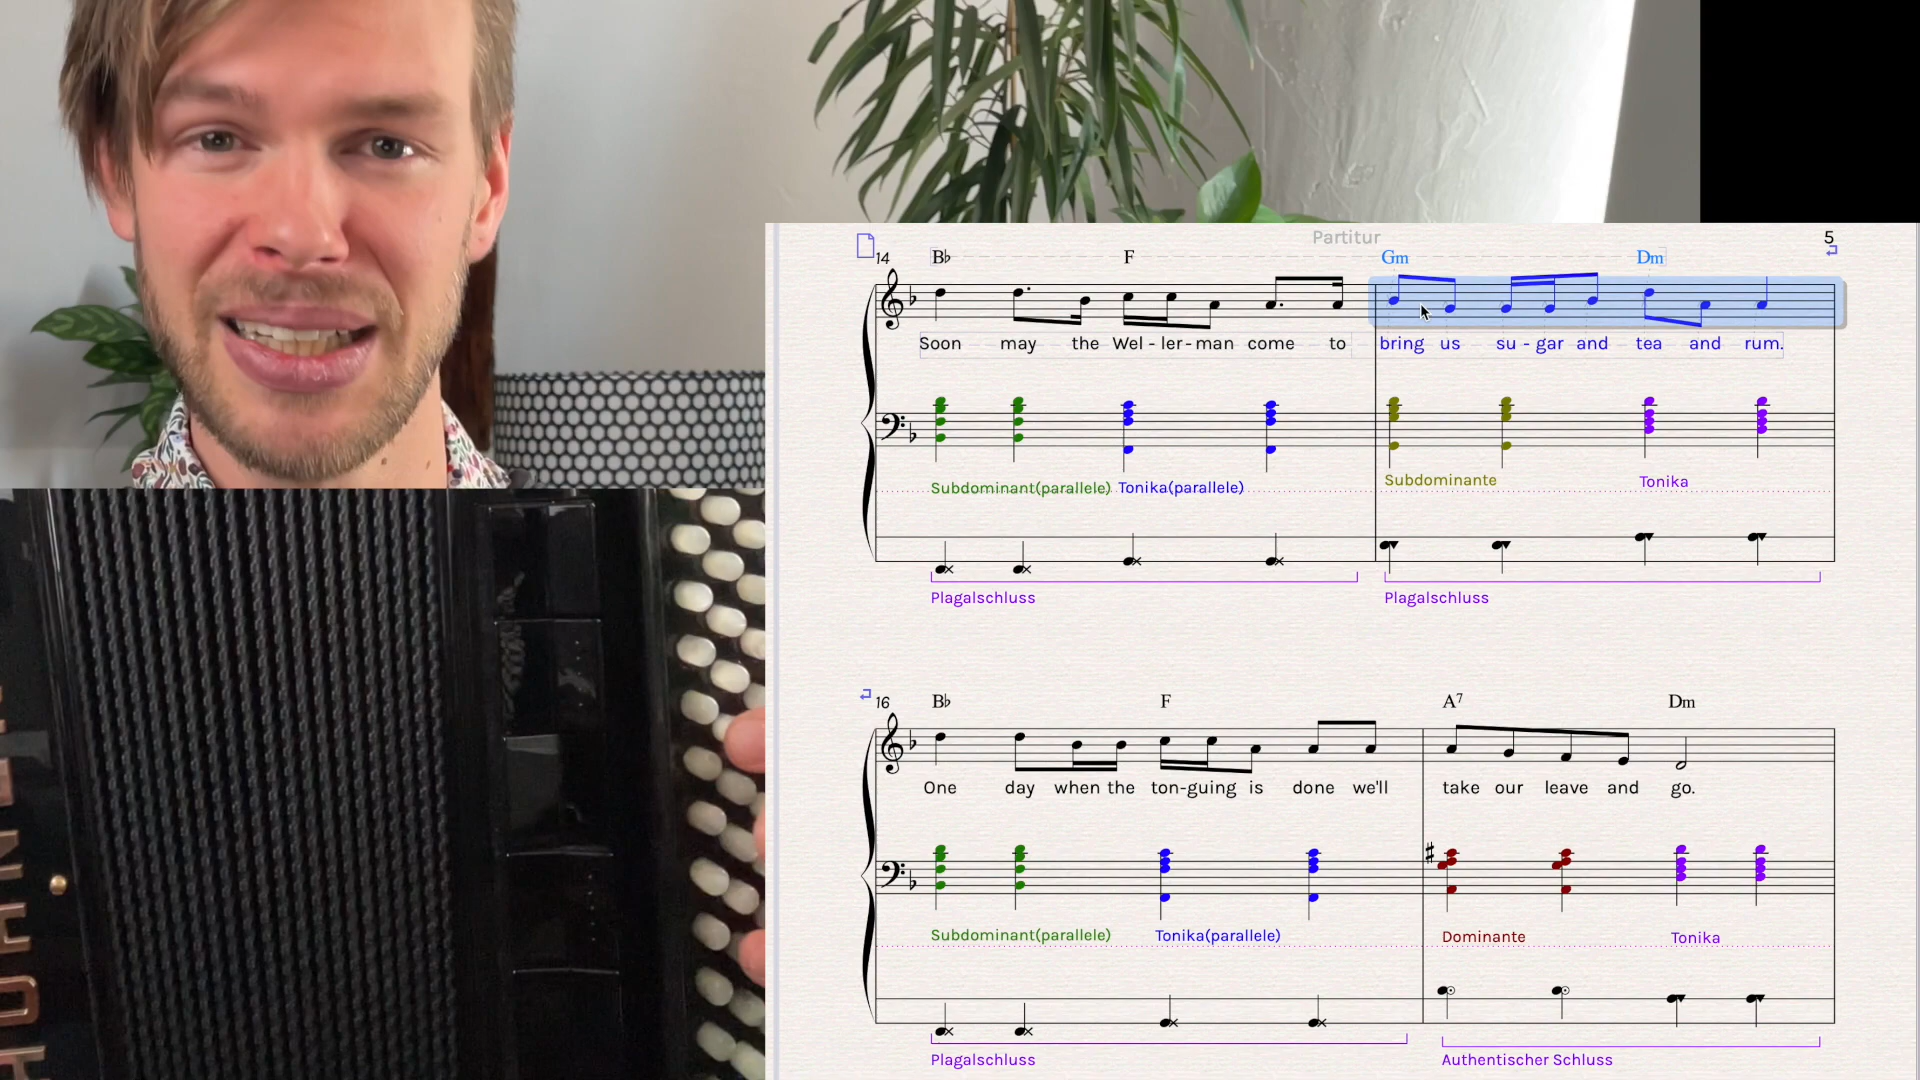 Partitur
5
14 B♭ F Gm Dm
Soon may the Wel - ler - man come to bring us su - gar and tea and rum.
Subdominant(parallele) Tonika(parallele) Subdominante Tonika
Plagalschluss Plagalschluss
16 B♭ F A7 Dm
One day when the ton-guing is done we'll take our leave and go.
Subdominant(parallele) Tonika(parallele) Dominante Tonika
Plagalschluss Authentischer Schluss
HOHNER